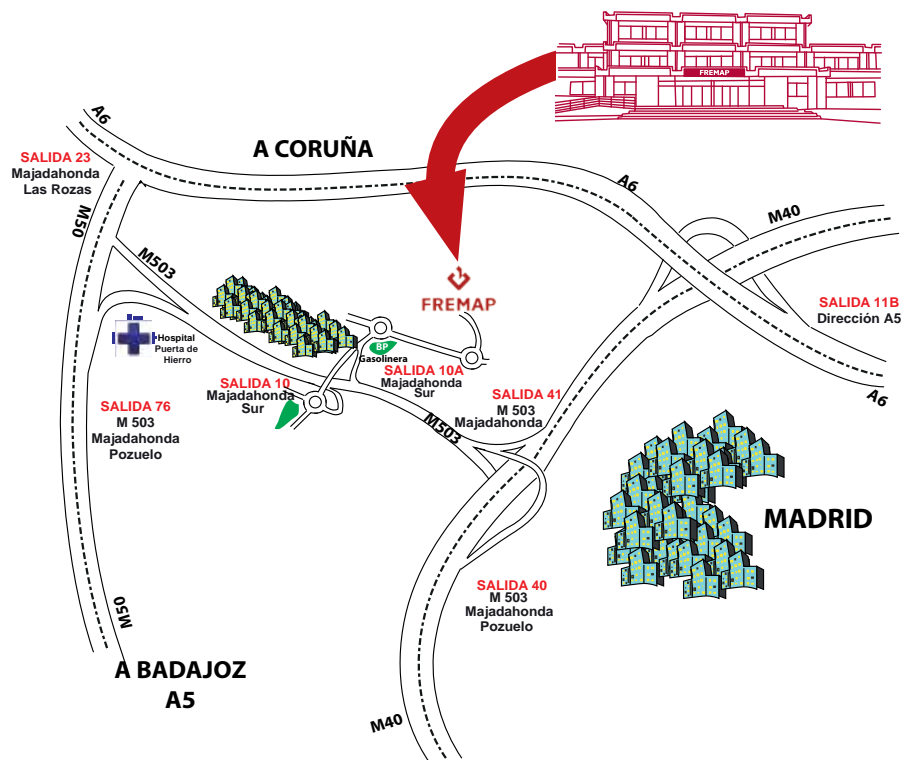 FREMAP
A6
A CORUÑA
SALIDA 23
Majadahonda
Las Rozas
A6
M40
M50
M503
FREMAP
SALIDA 11B
Dirección A5
Hospital
Puerta de
Hierro
BP
Gasolinera
SALIDA 10A
Majadahonda
Sur
SALIDA 10
Majadahonda
Sur
SALIDA 41
M 503
Majadahonda
A6
SALIDA 76
M 503
Majadahonda
Pozuelo
M503
MADRID
SALIDA 40
M 503
Majadahonda
Pozuelo
M50
A BADAJOZ
A5
M40